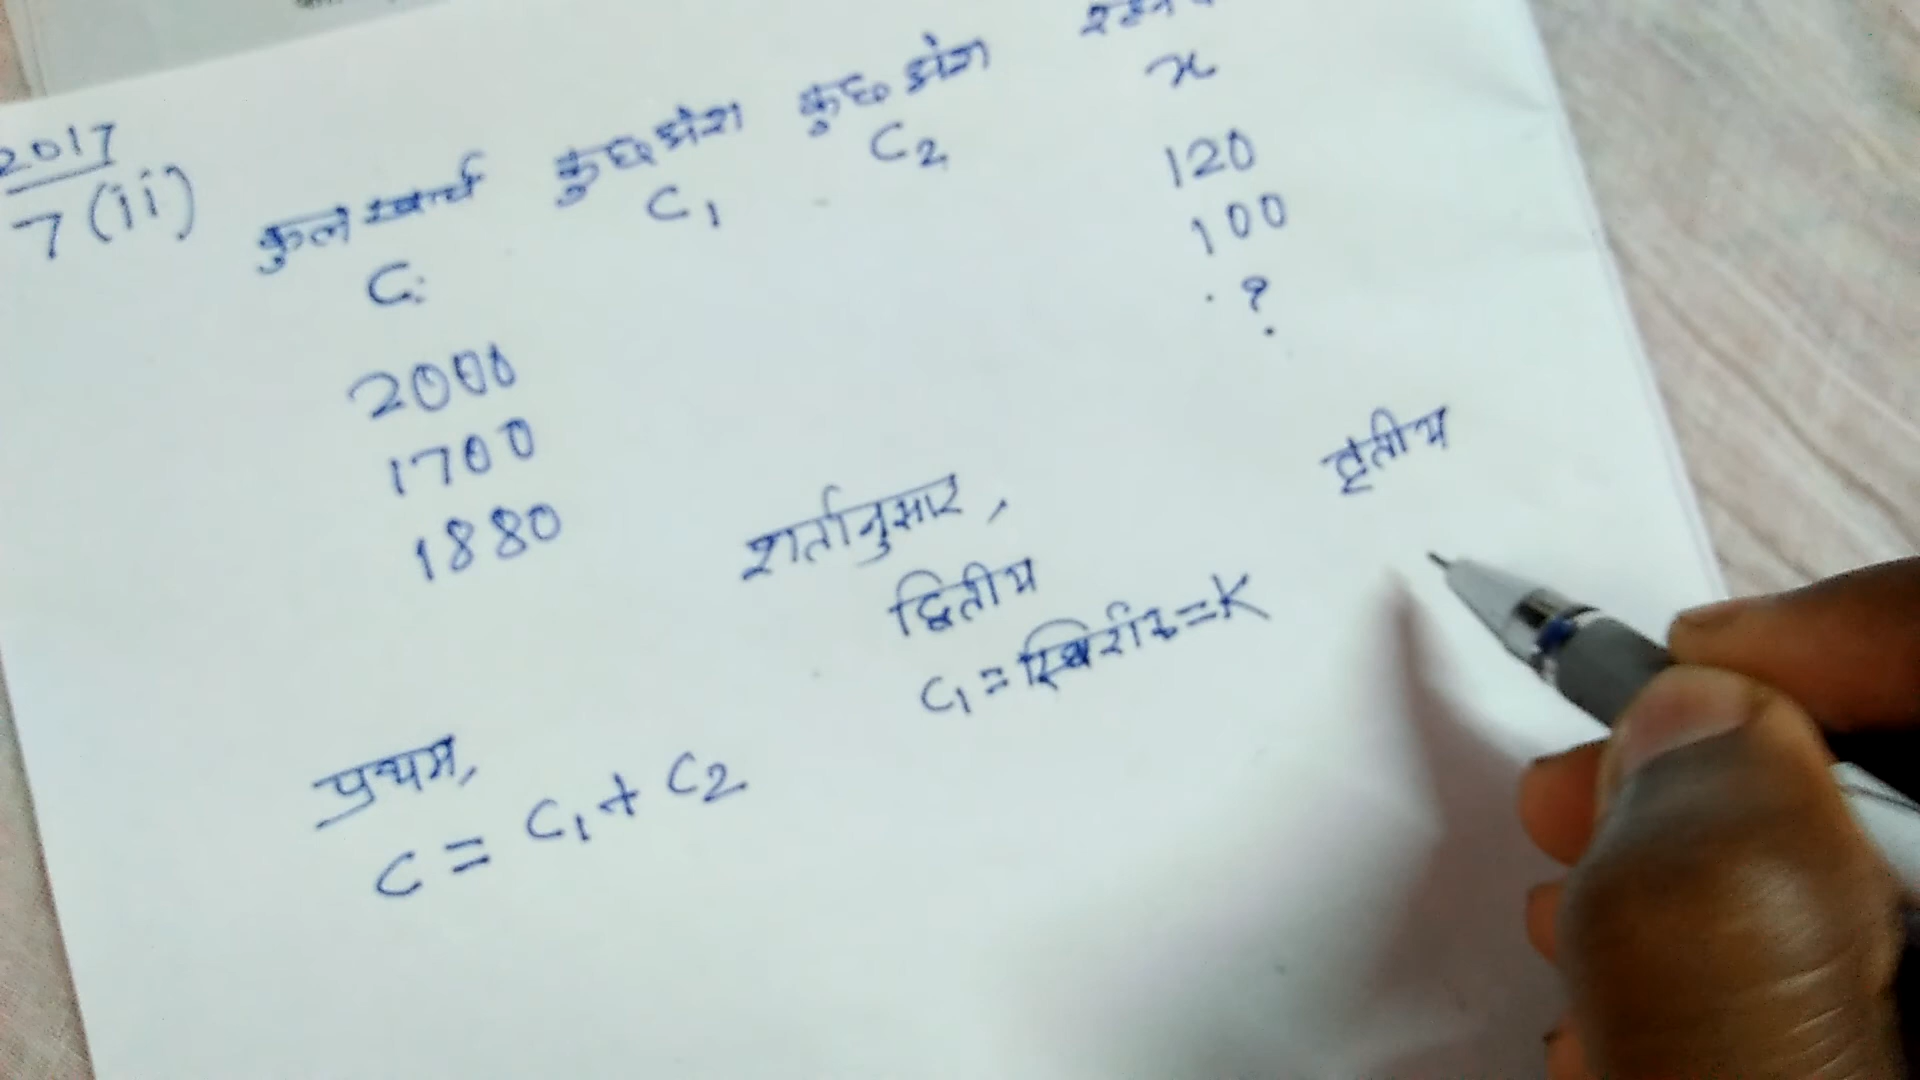 2017
7 (ii)
कुल खर्च कुछ अंश कुछ अंश
C C₁ C₂ x
2000 120
1700 100
1880 ?
शर्तानुसार,
प्रथम, द्वितीय तृतीय
C = C₁ + C₂ C₁ = स्थिरांक = K